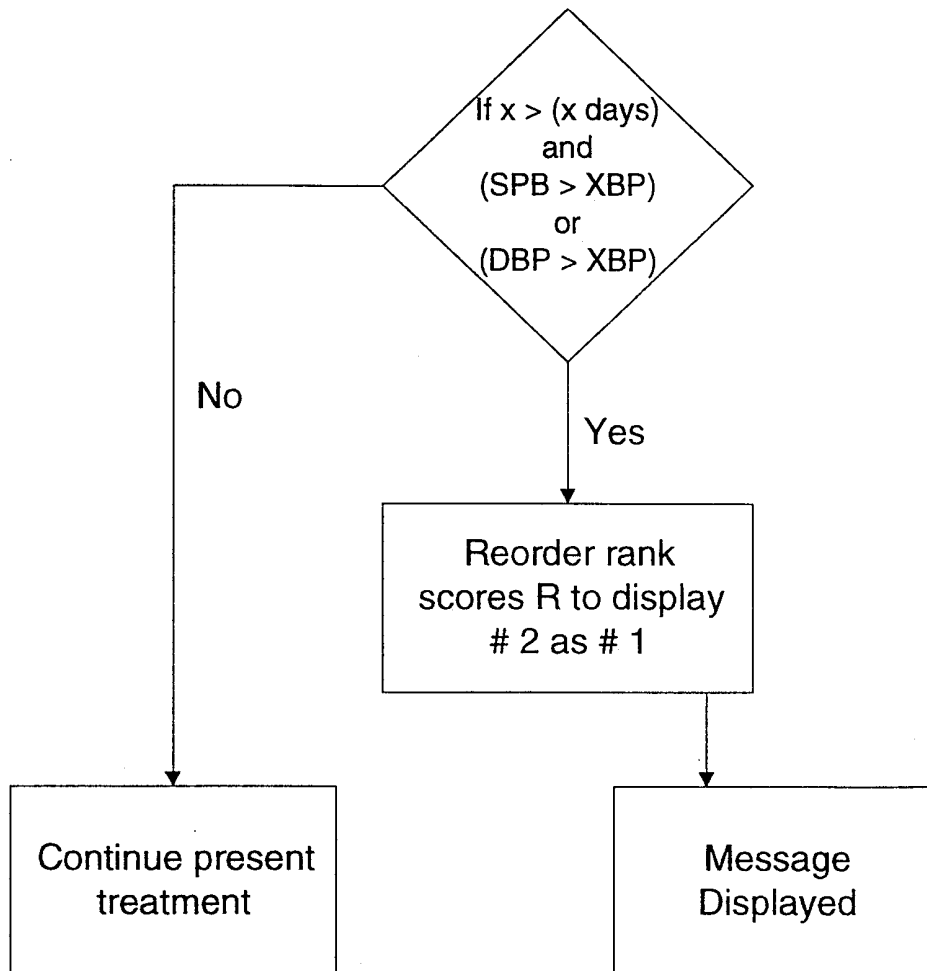 If x > (x days)
and
(SPB > XBP)
or
(DBP > XBP)
No
Yes
Reorder rank
scores R to display
# 2 as # 1
Continue present
treatment
Message
Displayed